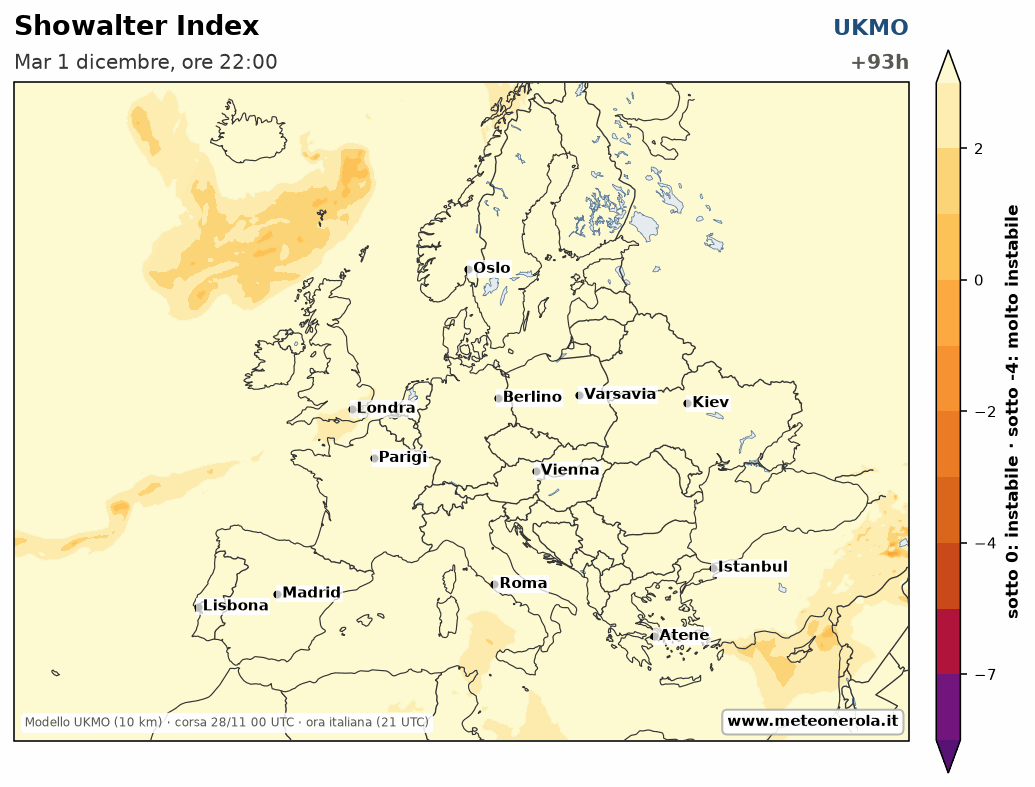 Showalter Index
UKMO
Mar 1 dicembre, ore 22:00
+93h
2
0
−2
−4
−7
sotto 0: instabile · sotto -4: molto instabile
Oslo
Londra
Berlino
Varsavia
Kiev
Parigi
Vienna
Istanbul
Roma
Madrid
Lisbona
Atene
Modello UKMO (10 km) · corsa 28/11 00 UTC · ora italiana (21 UTC)
www.meteonerola.it